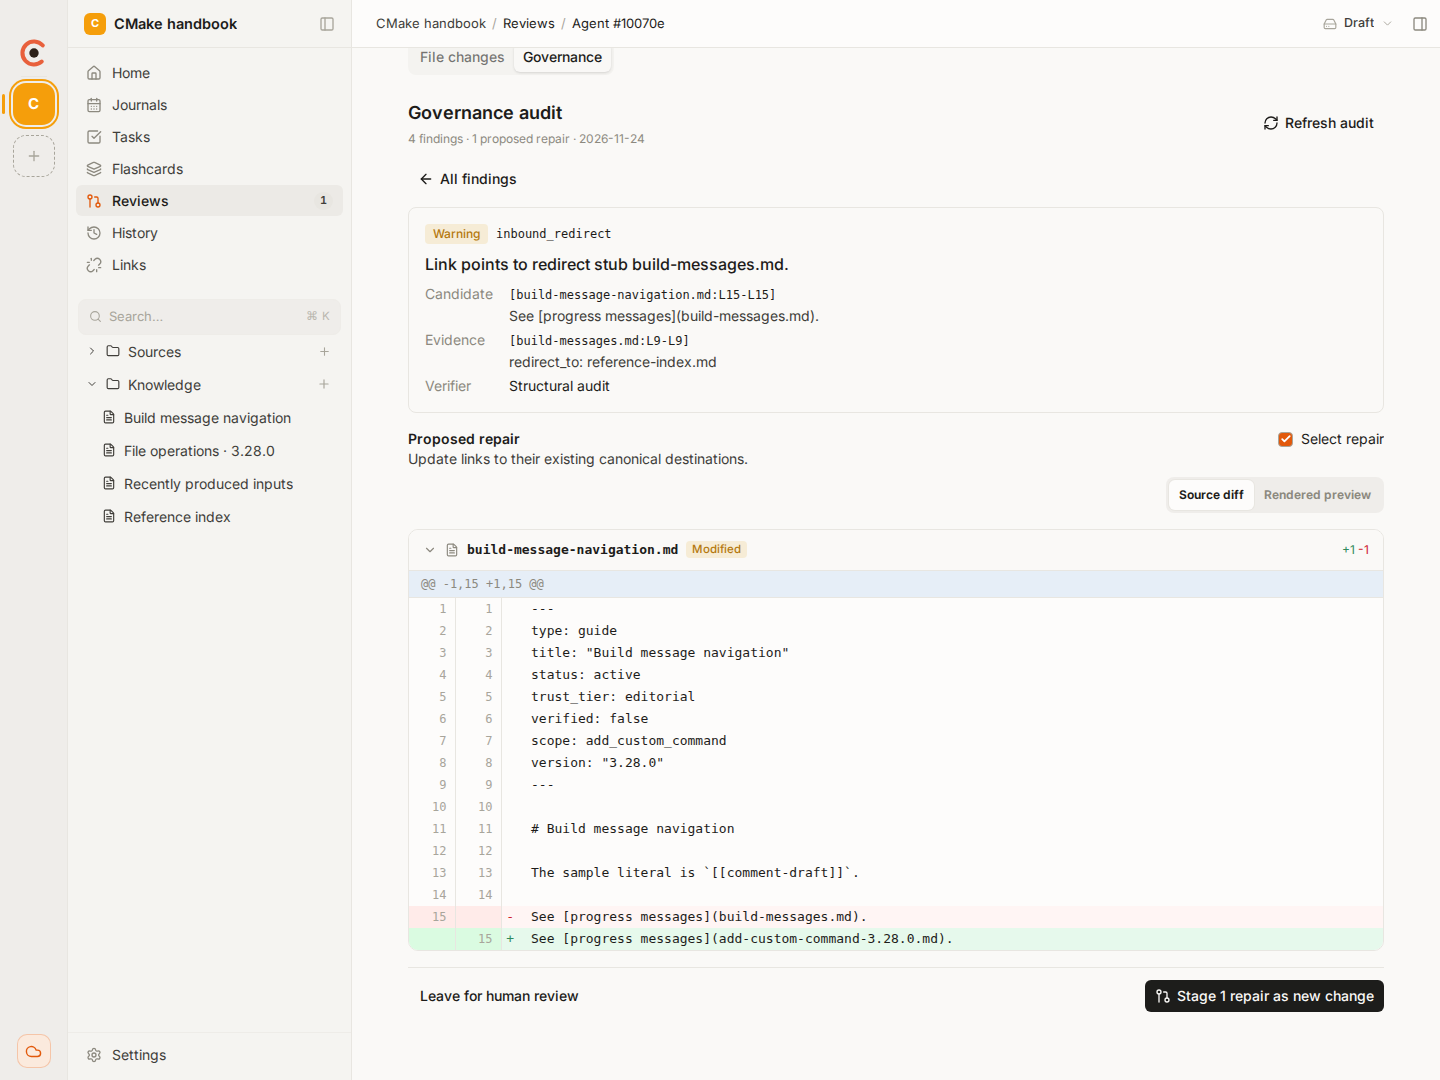 C CMake handbook
CMake handbook / Reviews / Agent #10070e
Draft
C
Home
Journals
Tasks
Flashcards
Reviews 1
History
Links
Search... ⌘ K
Sources
Knowledge
Build message navigation
File operations · 3.28.0
Recently produced inputs
Reference index
Settings
File changes Governance
Governance audit
4 findings · 1 proposed repair · 2026-11-24
Refresh audit
All findings
Warning inbound_redirect
Link points to redirect stub build-messages.md.
Candidate [build-message-navigation.md:L15-L15]
See [progress messages](build-messages.md).
Evidence [build-messages.md:L9-L9]
redirect_to: reference-index.md
Verifier Structural audit
Proposed repair
Select repair
Update links to their existing canonical destinations.
Source diff Rendered preview
build-message-navigation.md Modified +1 -1
@@ -1,15 +1,15 @@
1 1 ---
2 2 type: guide
3 3 title: "Build message navigation"
4 4 status: active
5 5 trust_tier: editorial
6 6 verified: false
7 7 scope: add_custom_command
8 8 version: "3.28.0"
9 9 ---
10 10
11 11 # Build message navigation
12 12
13 13 The sample literal is `[[comment-draft]]`.
14 14
15 - See [progress messages](build-messages.md).
15 + See [progress messages](add-custom-command-3.28.0.md).
Leave for human review
Stage 1 repair as new change